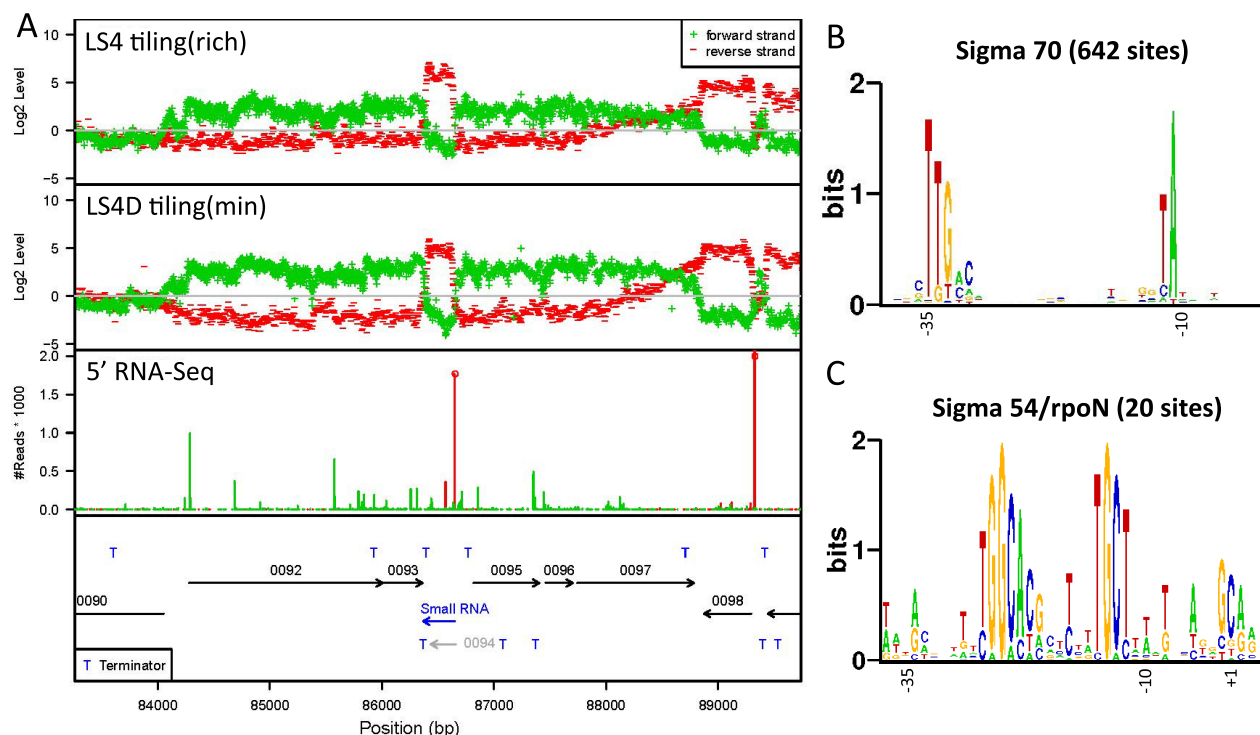 A
LS4 tiling(rich)
+ forward strand
- reverse strand
Log2 Level
10
5
0
−5
LS4D tiling(min)
Log2 Level
10
5
0
−5
5’ RNA-Seq
#Reads * 1000
2.0
1.5
1.0
0.5
0.0
T T T T T T
0092 0093 0095 0096 0097
0090 0098
Small RNA
T 0094 T T T T
T Terminator
84000 85000 86000 87000 88000 89000
Position (bp)
B
Sigma 70 (642 sites)
bits
2
1
0
-35 -10
C
Sigma 54/rpoN (20 sites)
bits
2
1
0
-35 -10 +1